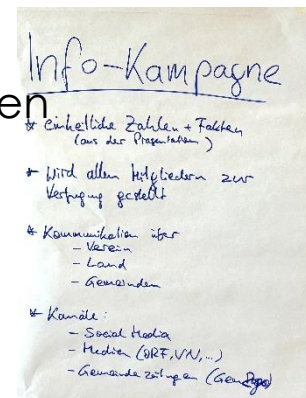 Info-Kampagne
en
* Einheitliche Zahlen + Fakten
(aus der Präsentation)
* Wird allen Mitgliedern zur
Verfügung gestellt
* Kommunikation über
- Verein
- Land
- Gemeinden
* Kanäle:
- Social Media
- Medien (ORF, VN, ...)
- Gemeindezeitungen